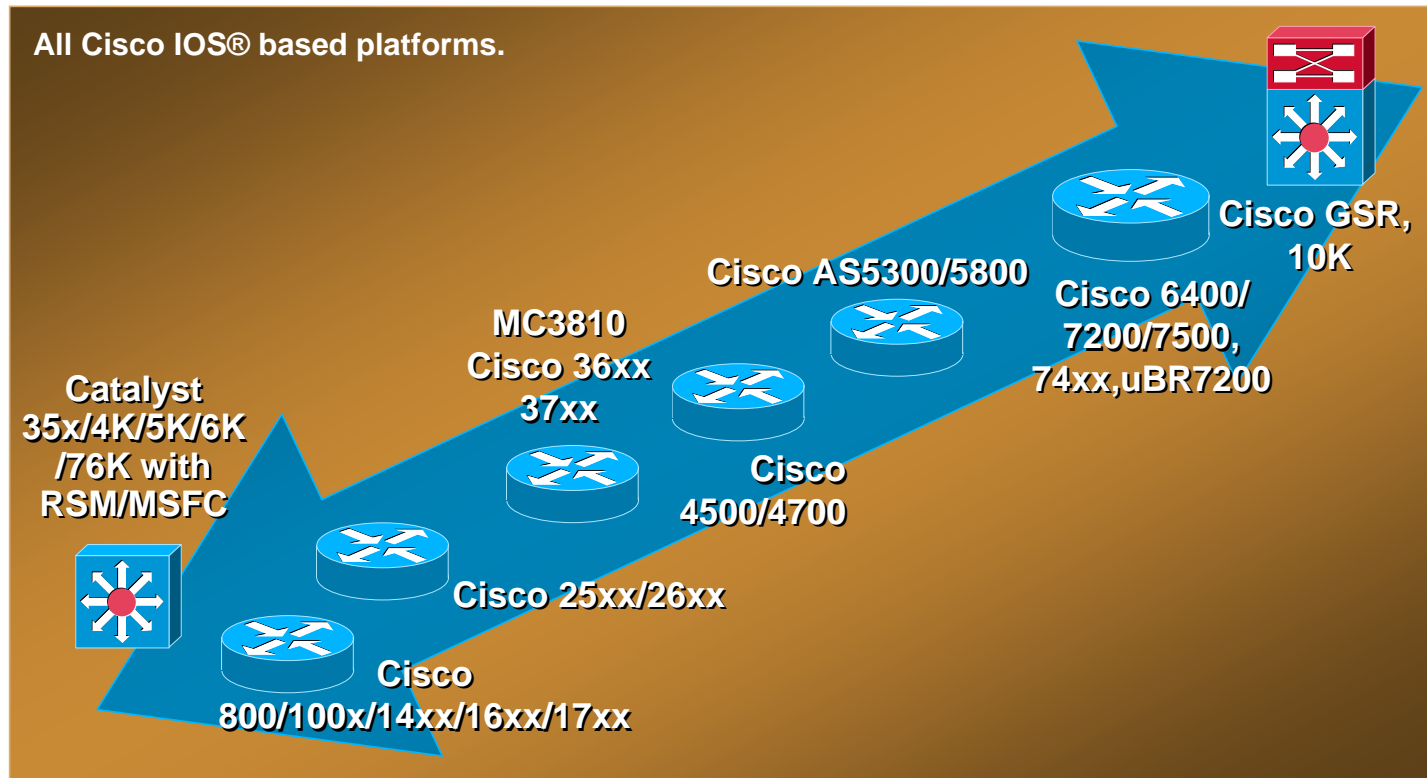 All Cisco IOS® based platforms.
Cisco GSR,
10K
Cisco AS5300/5800
Cisco 6400/
7200/7500,
74xx,uBR7200
MC3810
Cisco 36xx
37xx
Catalyst
35x/4K/5K/6K
/76K with
RSM/MSFC
Cisco
4500/4700
Cisco 25xx/26xx
Cisco
800/100x/14xx/16xx/17xx